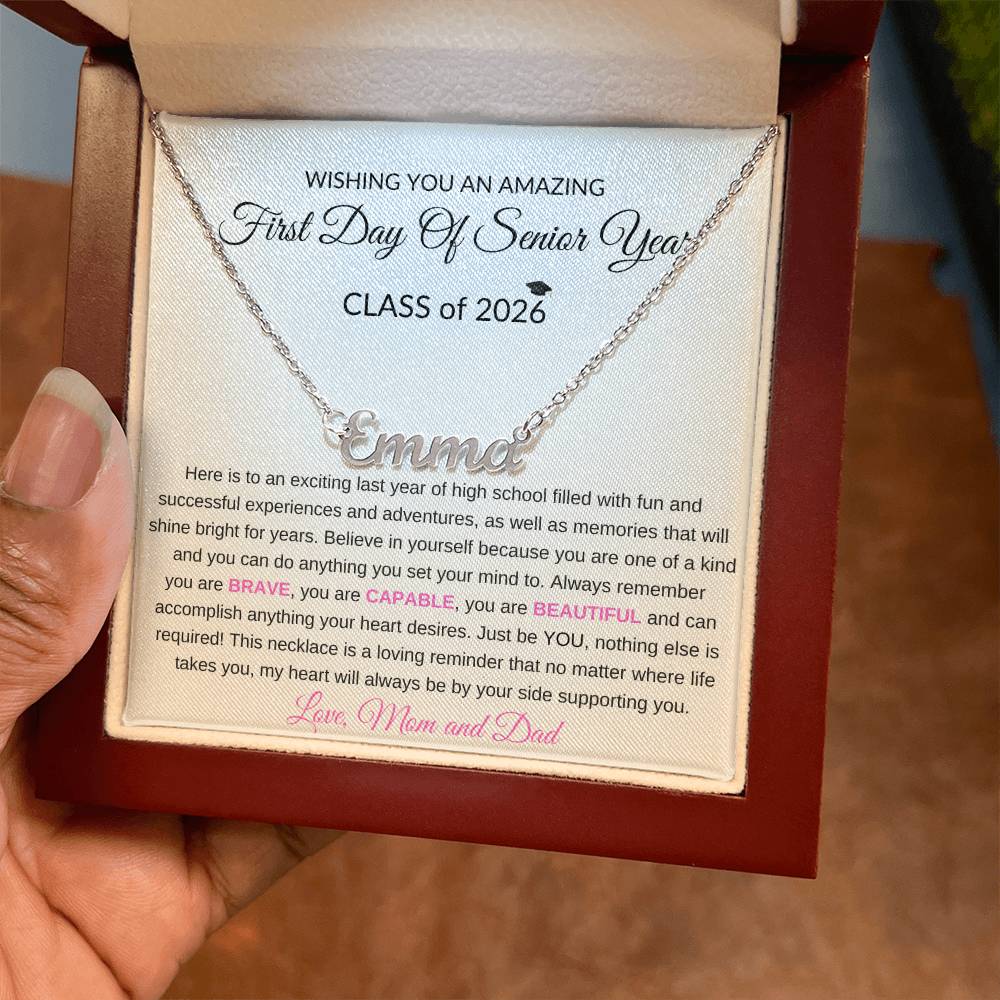 WISHING YOU AN AMAZING
First Day Of Senior Year
CLASS of 2026
Emma
Here is to an exciting last year of high school filled with fun and
successful experiences and adventures, as well as memories that will
shine bright for years. Believe in yourself because you are one of a kind
and you can do anything you set your mind to. Always remember
you are BRAVE, you are CAPABLE, you are BEAUTIFUL and can
accomplish anything your heart desires. Just be YOU, nothing else is
required! This necklace is a loving reminder that no matter where life
takes you, my heart will always be by your side supporting you.
Love, Mom and Dad